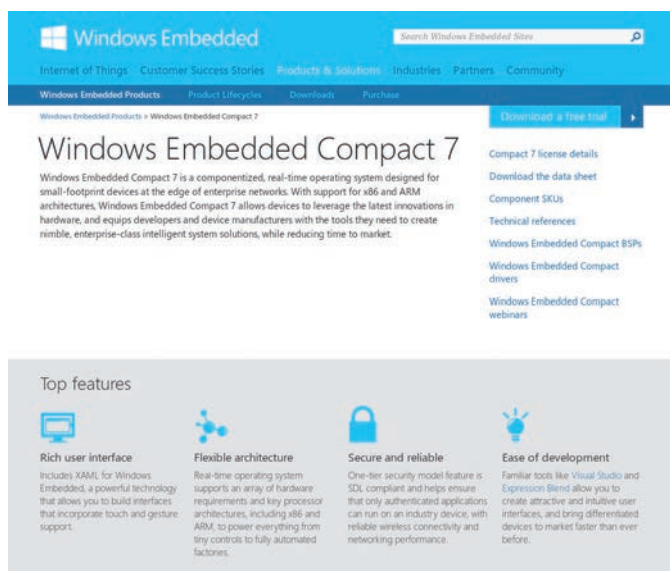 Windows Embedded
Search Windows Embedded Sites
Internet of Things Customer Success Stories Products & Solutions Industries Partners Community
Windows Embedded Products Product Lifecycles Downloads Purchase
Windows Embedded Products > Windows Embedded Compact 7
Download a free trial
Windows Embedded Compact 7
Windows Embedded Compact 7 is a componentized, real-time operating system designed for
small-footprint devices at the edge of enterprise networks. With support for x86 and ARM
architectures, Windows Embedded Compact 7 allows devices to leverage the latest innovations in
hardware, and equips developers and device manufacturers with the tools they need to create
nimble, enterprise-class intelligent system solutions, while reducing time to market.
Compact 7 license details
Download the data sheet
Component SKUs
Technical references
Windows Embedded Compact BSPs
Windows Embedded Compact
drivers
Windows Embedded Compact
webinars
Top features
Rich user interface
Includes XAML for Windows
Embedded, a powerful technology
that allows you to build interfaces
that incorporate touch and gesture
support.
Flexible architecture
Real-time operating system
supports an array of hardware
requirements and key processor
architectures, including x86 and
ARM, to power everything from
tiny controls to fully automated
factories.
Secure and reliable
One-tier security model feature is
SDL compliant and helps ensure
that only authenticated applications
can run on an industry device, with
reliable wireless connectivity and
networking performance.
Ease of development
Familiar tools like Visual Studio and
Expression Blend allow you to
create attractive and intuitive user
interfaces, and bring differentiated
devices to market faster than ever
before.